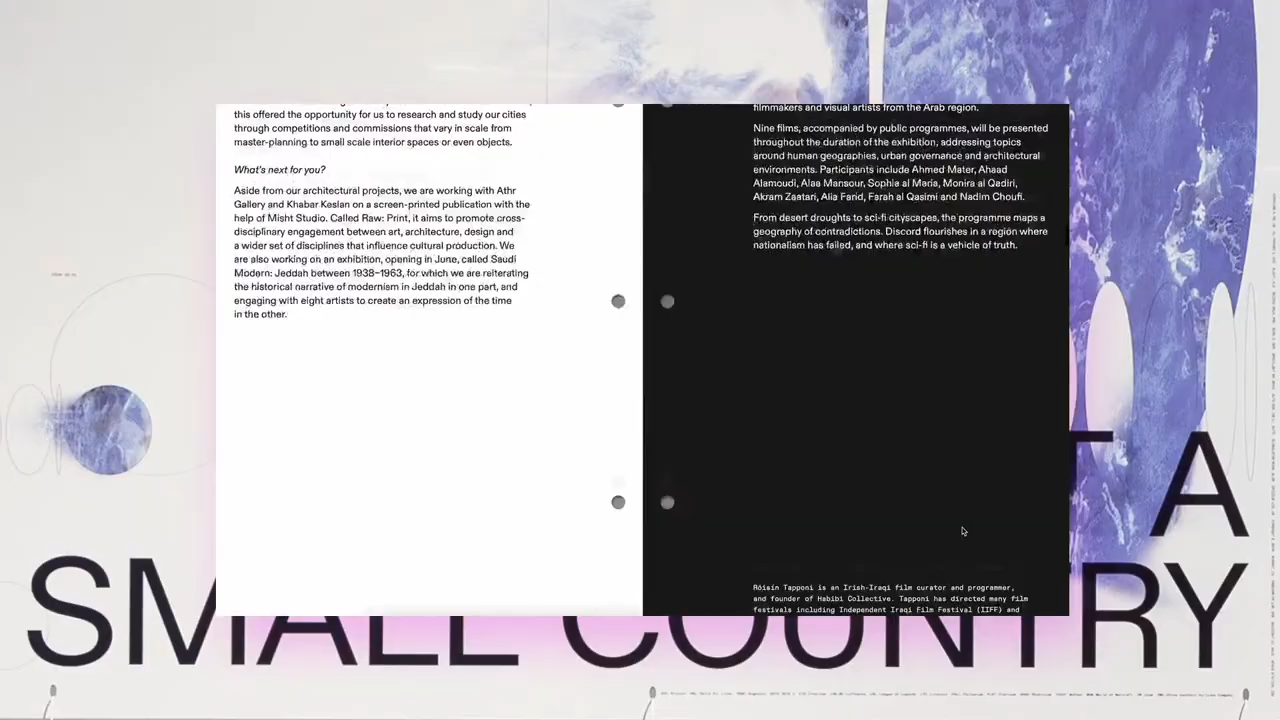 this offered the opportunity for us to research and study our cities
through competitions and commissions that vary in scale from
master-planning to small scale interior spaces or even objects.
What's next for you?
Aside from our architectural projects, we are working with Athr
Gallery and Khabar Keslan on a screen-printed publication with the
help of Misht Studio. Called Raw: Print, it aims to promote cross-
disciplinary engagement between art, architecture, design and
a wider set of disciplines that influence cultural production. We
are also working on an exhibition, opening in June, called Saudi
Modern: Jeddah between 1938–1963, for which we are reiterating
the historical narrative of modernism in Jeddah in one part, and
engaging with eight artists to create an expression of the time
in the other.
filmmakers and visual artists from the Arab region.
Nine films, accompanied by public programmes, will be presented
throughout the duration of the exhibition, addressing topics
around human geographies, urban governance and architectural
environments. Participants include Ahmed Mater, Ahaad
Alamoudi, Alaa Mansour, Sophia al Maria, Monira al Qadiri,
Akram Zaatari, Alia Farid, Farah al Qasimi and Nadim Choufi.
From desert droughts to sci-fi cityscapes, the programme maps a
geography of contradictions. Discord flourishes in a region where
nationalism has failed, and where sci-fi is a vehicle of truth.
Róisín Tapponi is an Irish-Iraqi film curator and programmer,
and founder of Habibi Collective. Tapponi has directed many film
festivals including Independent Iraqi Film Festival (IIFF) and
A
SMALL COUNTRY